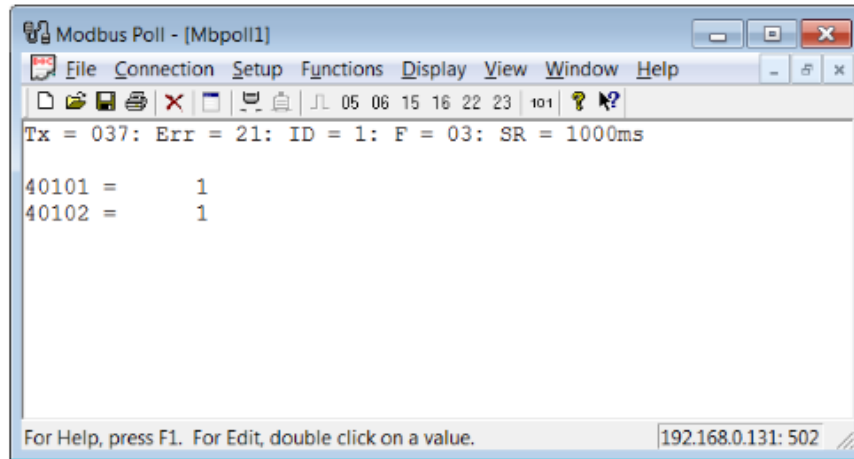 Modbus Poll - [Mbpoll1]
File Connection Setup Functions Display View Window Help
05 06 15 16 22 23 101
Tx = 037: Err = 21: ID = 1: F = 03: SR = 1000ms
40101 = 1
40102 = 1
For Help, press F1. For Edit, double click on a value. 192.168.0.131: 502